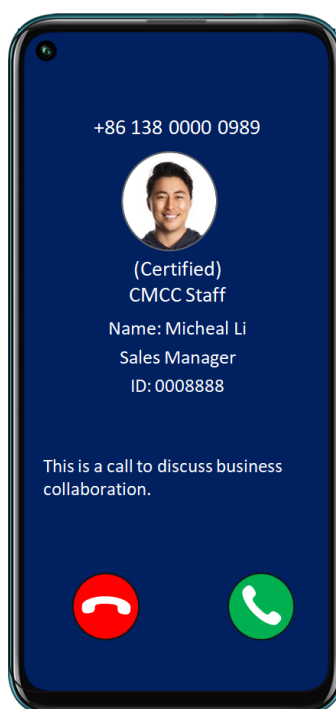 +86 138 0000 0989
(Certified)
CMCC Staff
Name: Micheal Li
Sales Manager
ID: 0008888
This is a call to discuss business
collaboration.